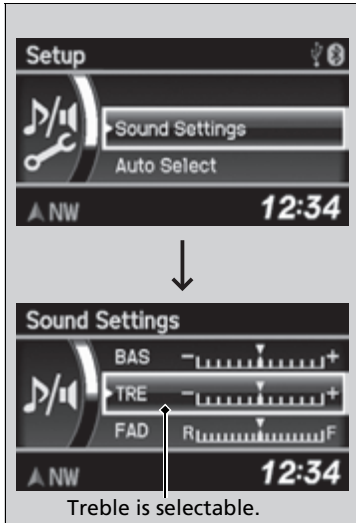 Setup
Sound Settings
Auto Select
NW 12:34
Sound Settings
BAS - +
TRE - +
FAD R F
NW 12:34
Treble is selectable.